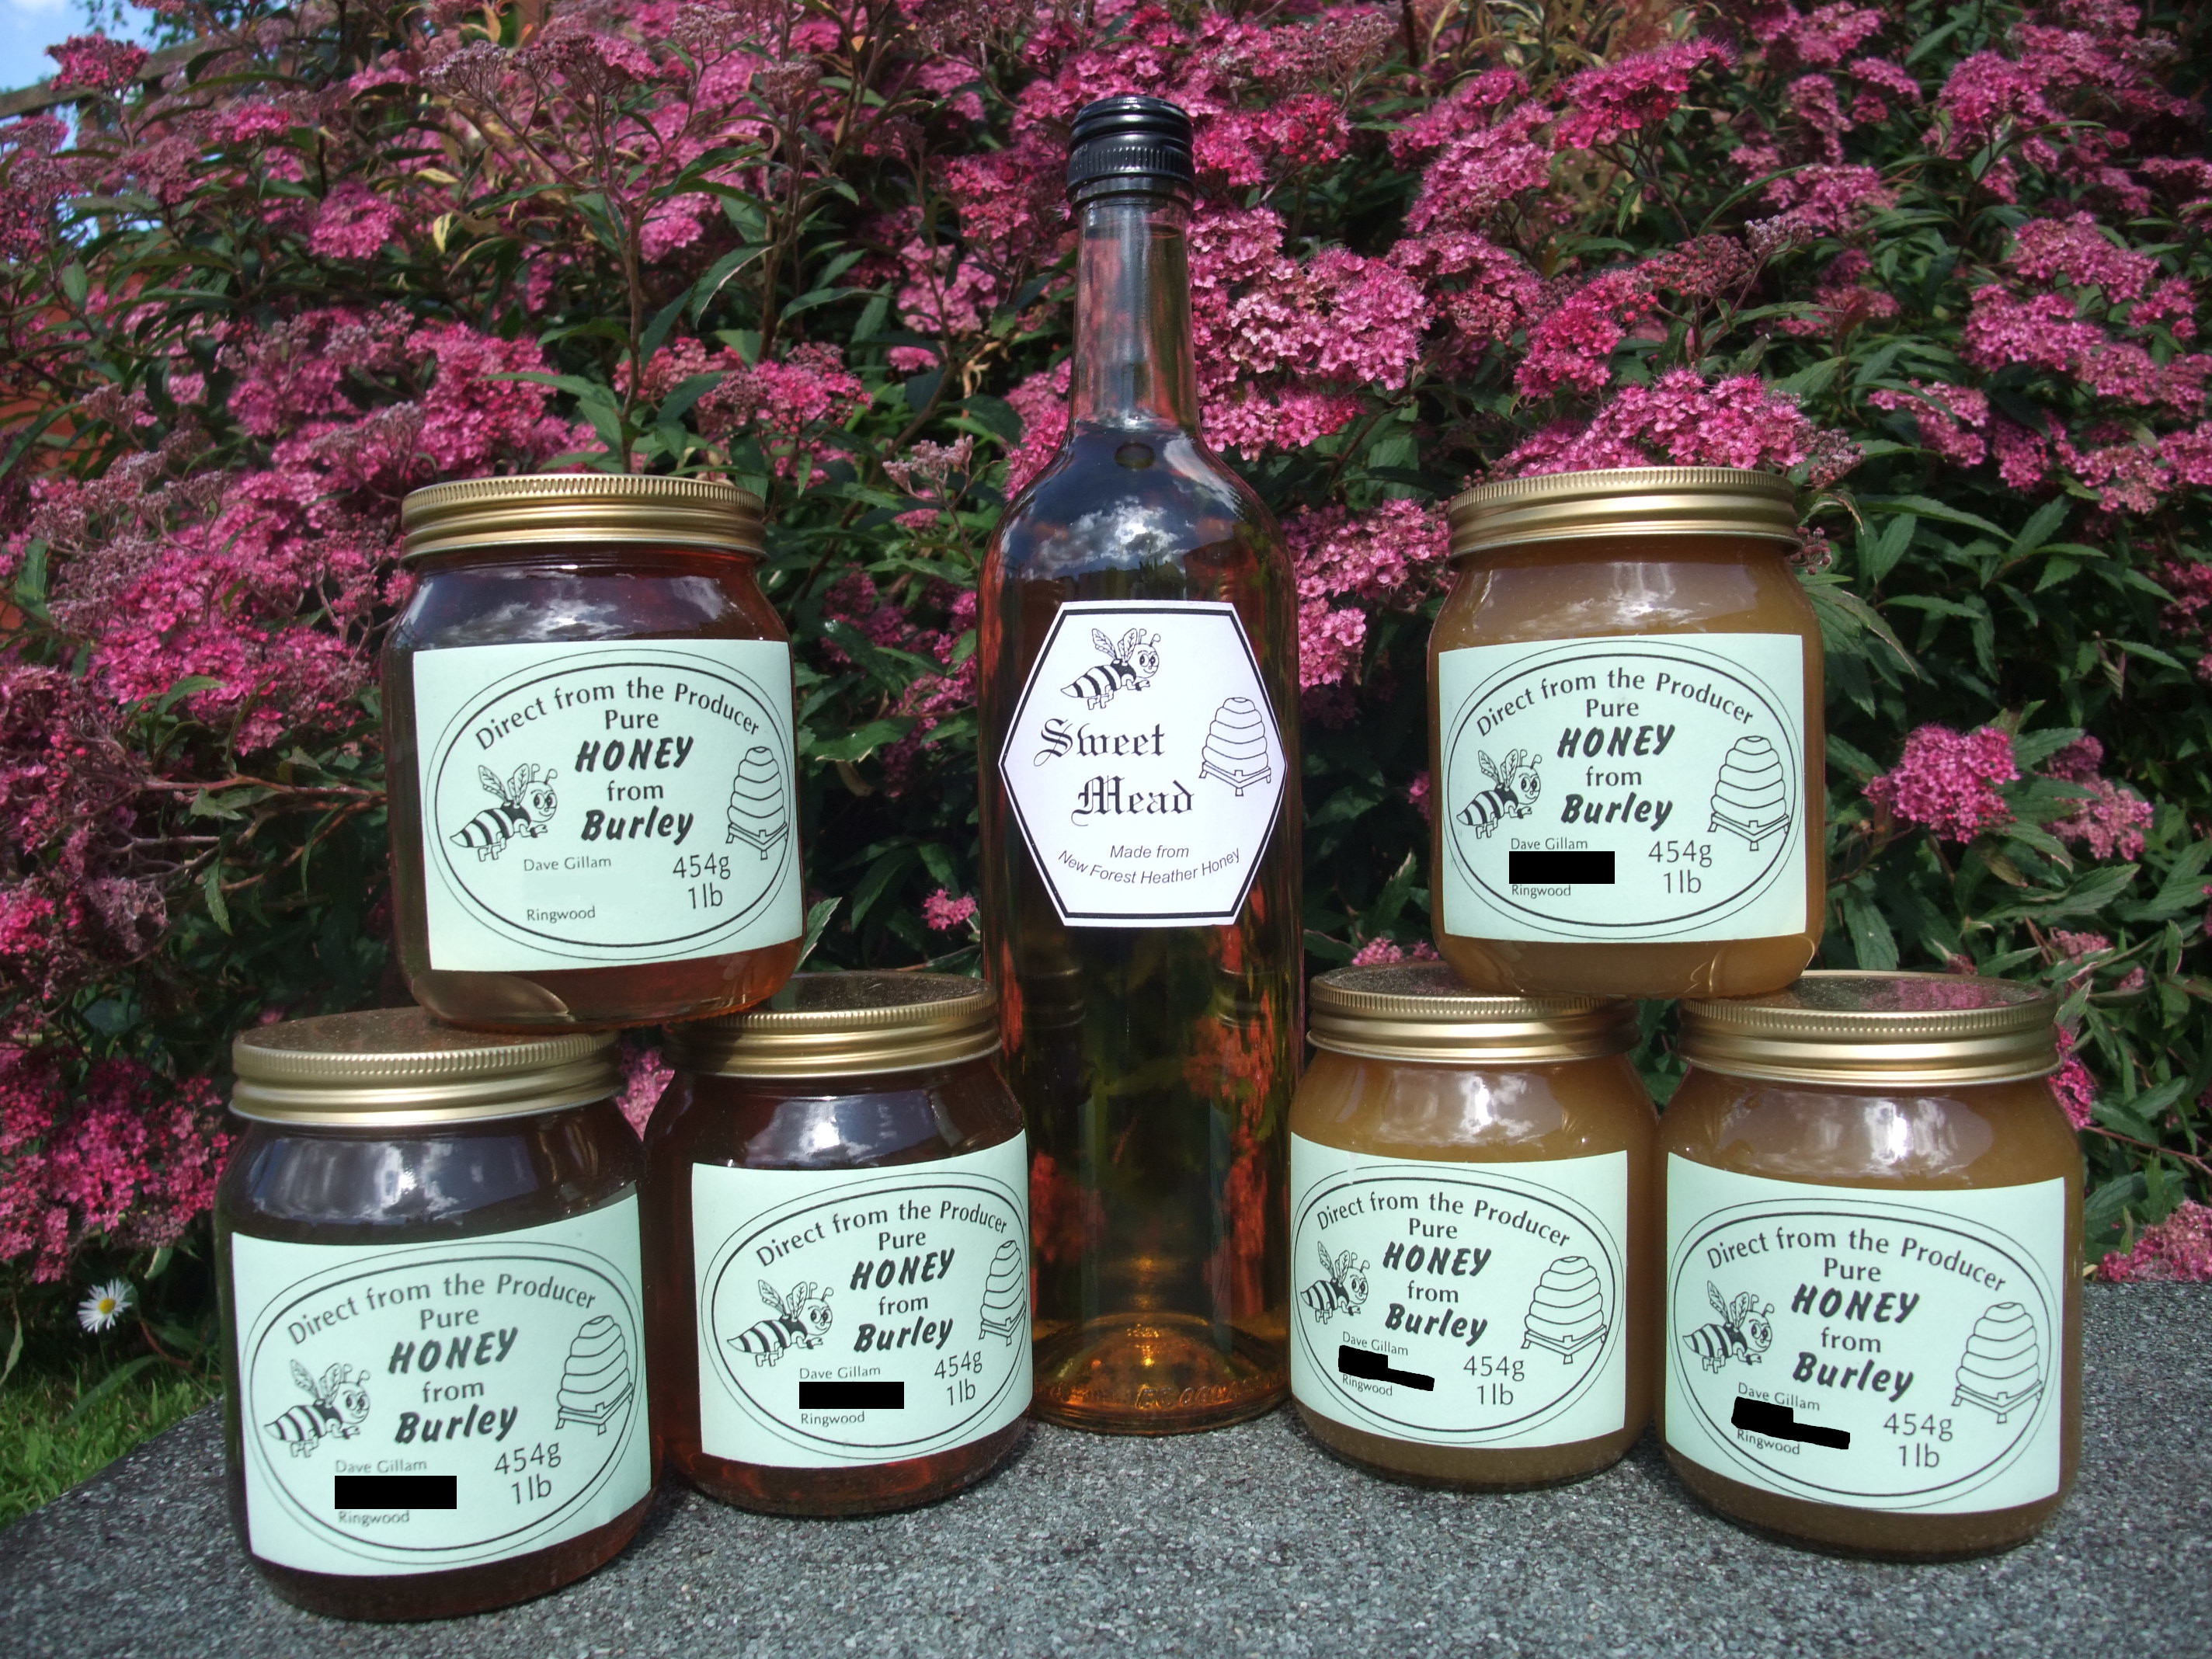 Direct from the Producer
Pure
HONEY
from
Burley
Dave Gillam
Ringwood
454g
1lb
Sweet
Mead
Made from
New Forest Heather Honey
Direct from the Producer
Pure
HONEY
from
Burley
Dave Gillam
Ringwood
454g
1lb
Direct from the Producer
Pure
HONEY
from
Burley
Dave Gillam
Ringwood
454g
1lb
Direct from the Producer
Pure
HONEY
from
Burley
Dave Gillam
Ringwood
454g
1lb
Direct from the Producer
Pure
HONEY
from
Burley
Dave Gillam
Ringwood
454g
1lb
Direct from the Producer
Pure
HONEY
from
Burley
Dave Gillam
Ringwood
454g
1lb